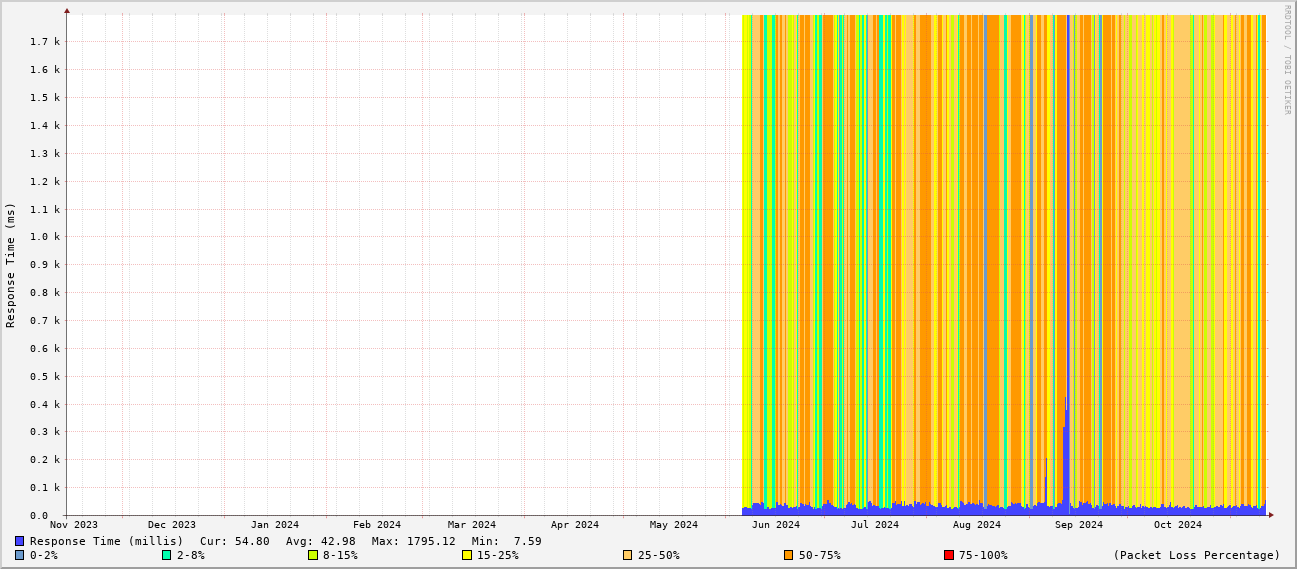 RRDTOOL / TOBI OETIKER
Response Time (ms)
1.7 k
1.6 k
1.5 k
1.4 k
1.3 k
1.2 k
1.1 k
1.0 k
0.9 k
0.8 k
0.7 k
0.6 k
0.5 k
0.4 k
0.3 k
0.2 k
0.1 k
0.0
Nov 2023 Dec 2023 Jan 2024 Feb 2024 Mar 2024 Apr 2024 May 2024 Jun 2024 Jul 2024 Aug 2024 Sep 2024 Oct 2024
Response Time (millis) Cur: 54.80 Avg: 42.98 Max: 1795.12 Min: 7.59
0-2% 2-8% 8-15% 15-25% 25-50% 50-75% 75-100% (Packet Loss Percentage)